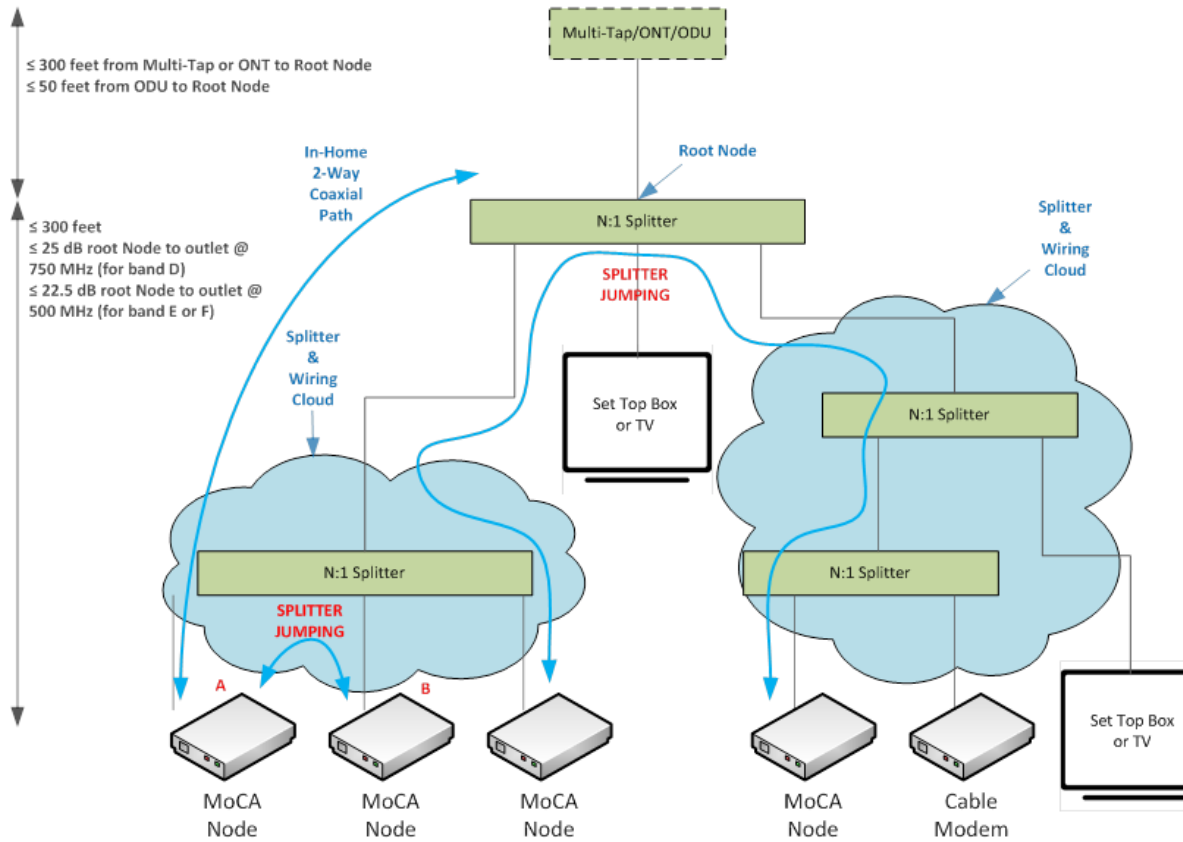 Multi-Tap/ONT/ODU
≤ 300 feet from Multi-Tap or ONT to Root Node
≤ 50 feet from ODU to Root Node
In-Home
2-Way
Coaxial
Path
Root Node
N:1 Splitter
Splitter
&
Wiring
Cloud
≤ 300 feet
≤ 25 dB root Node to outlet @
750 MHz (for band D)
≤ 22.5 dB root Node to outlet @
500 MHz (for band E or F)
SPLITTER
JUMPING
Splitter
&
Wiring
Cloud
Set Top Box
or TV
N:1 Splitter
N:1 Splitter
N:1 Splitter
SPLITTER
JUMPING
A
B
Set Top Box
or TV
MoCA
Node
MoCA
Node
MoCA
Node
MoCA
Node
Cable
Modem